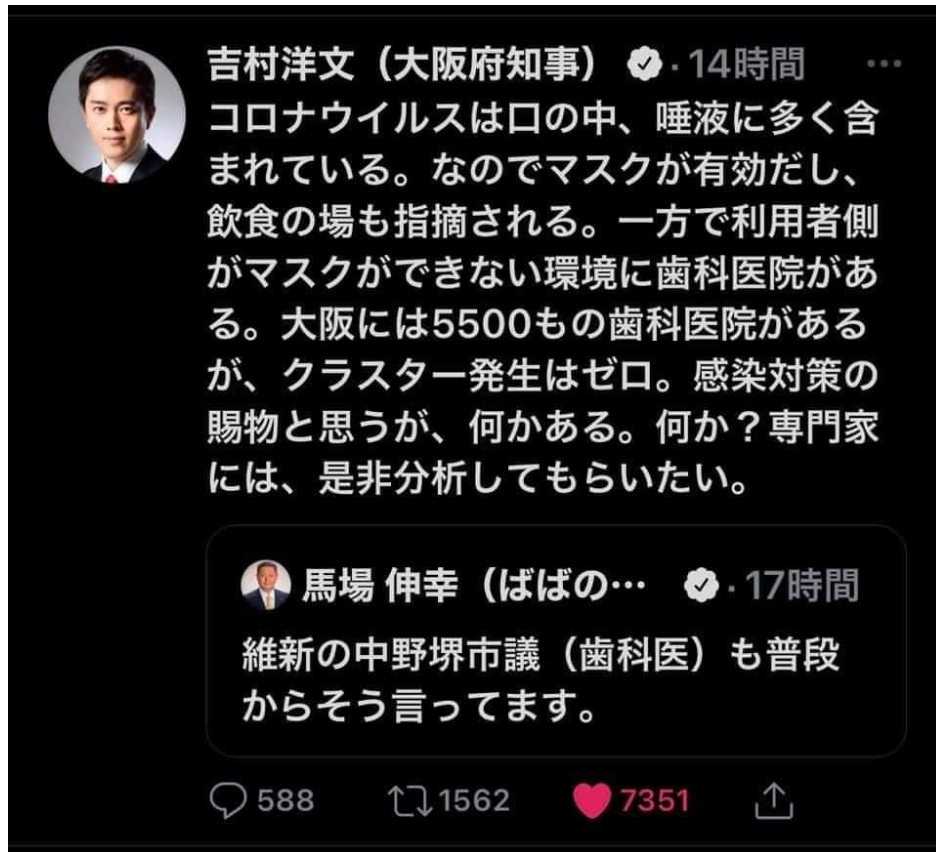 吉村洋文（大阪府知事） · 14時間 …
コロナウイルスは口の中、唾液に多く含
まれている。なのでマスクが有効だし、
飲食の場も指摘される。一方で利用者側
がマスクができない環境に歯科医院があ
る。大阪には5500もの歯科医院がある
が、クラスター発生はゼロ。感染対策の
賜物と思うが、何かある。何か？専門家
には、是非分析してもらいたい。
馬場 伸幸（ばばの… · 17時間
維新の中野堺市議（歯科医）も普段
からそう言ってます。
588 1562 7351